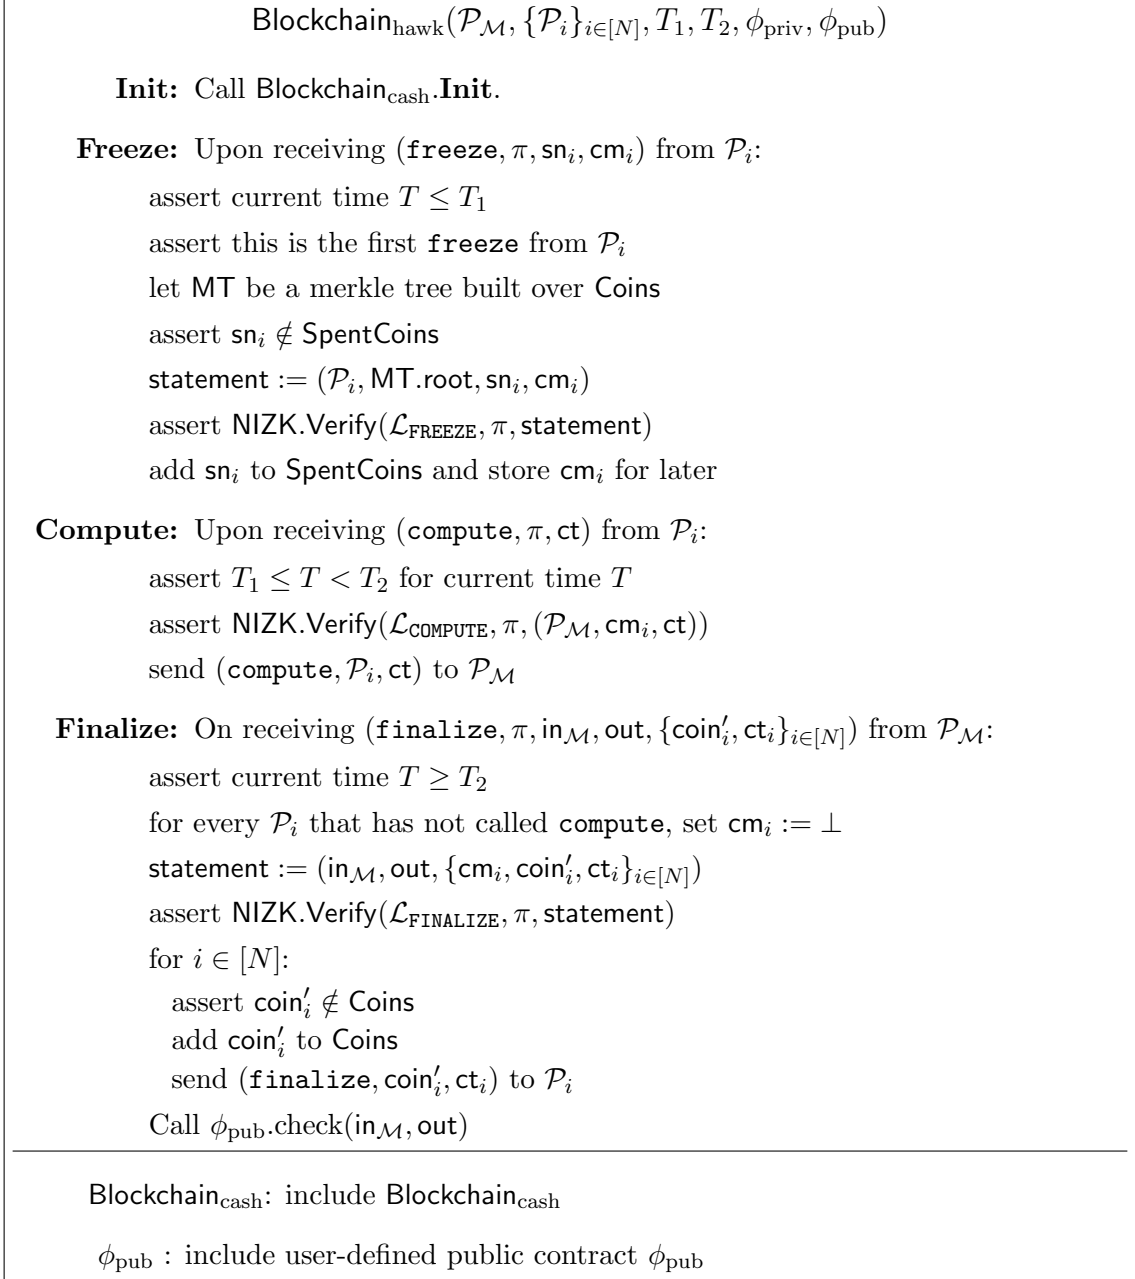 Blockchain_hawk(𝒫_ℳ, {𝒫_i}_{i∈[N]}, T_1, T_2, ϕ_priv, ϕ_pub)
Init: Call Blockchain_cash.Init.
Freeze: Upon receiving (freeze, π, sn_i, cm_i) from 𝒫_i:
assert current time T ≤ T_1
assert this is the first freeze from 𝒫_i
let MT be a merkle tree built over Coins
assert sn_i ∉ SpentCoins
statement := (𝒫_i, MT.root, sn_i, cm_i)
assert NIZK.Verify(ℒ_FREEZE, π, statement)
add sn_i to SpentCoins and store cm_i for later
Compute: Upon receiving (compute, π, ct) from 𝒫_i:
assert T_1 ≤ T < T_2 for current time T
assert NIZK.Verify(ℒ_COMPUTE, π, (𝒫_ℳ, cm_i, ct))
send (compute, 𝒫_i, ct) to 𝒫_ℳ
Finalize: On receiving (finalize, π, in_ℳ, out, {coin′_i, ct_i}_{i∈[N]}) from 𝒫_ℳ:
assert current time T ≥ T_2
for every 𝒫_i that has not called compute, set cm_i := ⊥
statement := (in_ℳ, out, {cm_i, coin′_i, ct_i}_{i∈[N]})
assert NIZK.Verify(ℒ_FINALIZE, π, statement)
for i ∈ [N]:
assert coin′_i ∉ Coins
add coin′_i to Coins
send (finalize, coin′_i, ct_i) to 𝒫_i
Call ϕ_pub.check(in_ℳ, out)
Blockchain_cash: include Blockchain_cash
ϕ_pub : include user-defined public contract ϕ_pub